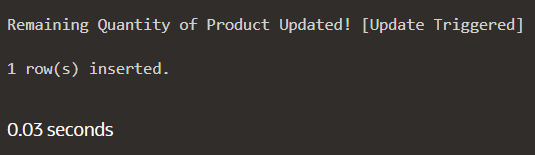 Remaining Quantity of Product Updated! [Update Triggered]
1 row(s) inserted.
0.03 seconds